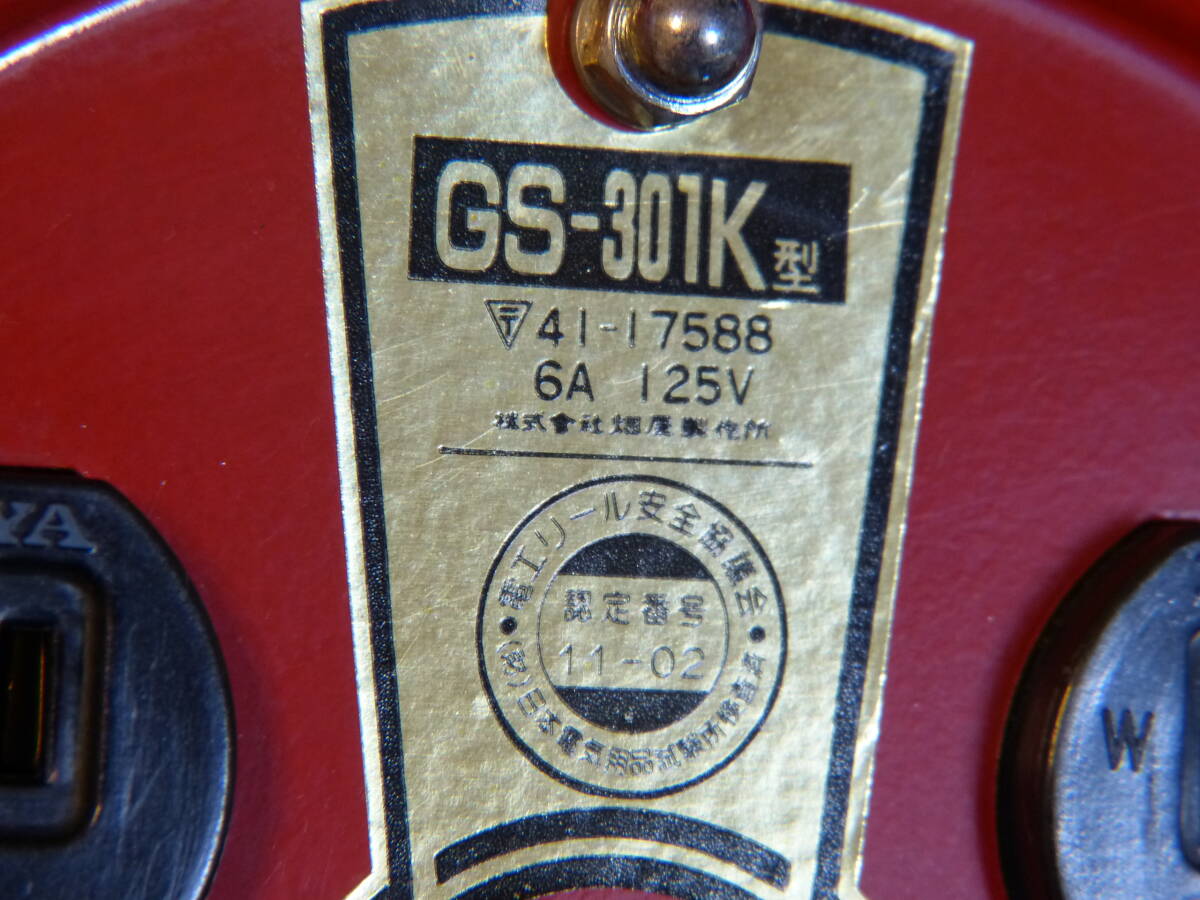 GS-301K型
〒41-17588
6A 125V
株式会社畑屋製作所
電工リール安全協議会
認定番号
11-02
(財)日本電気用品試験所検査済
YA
W